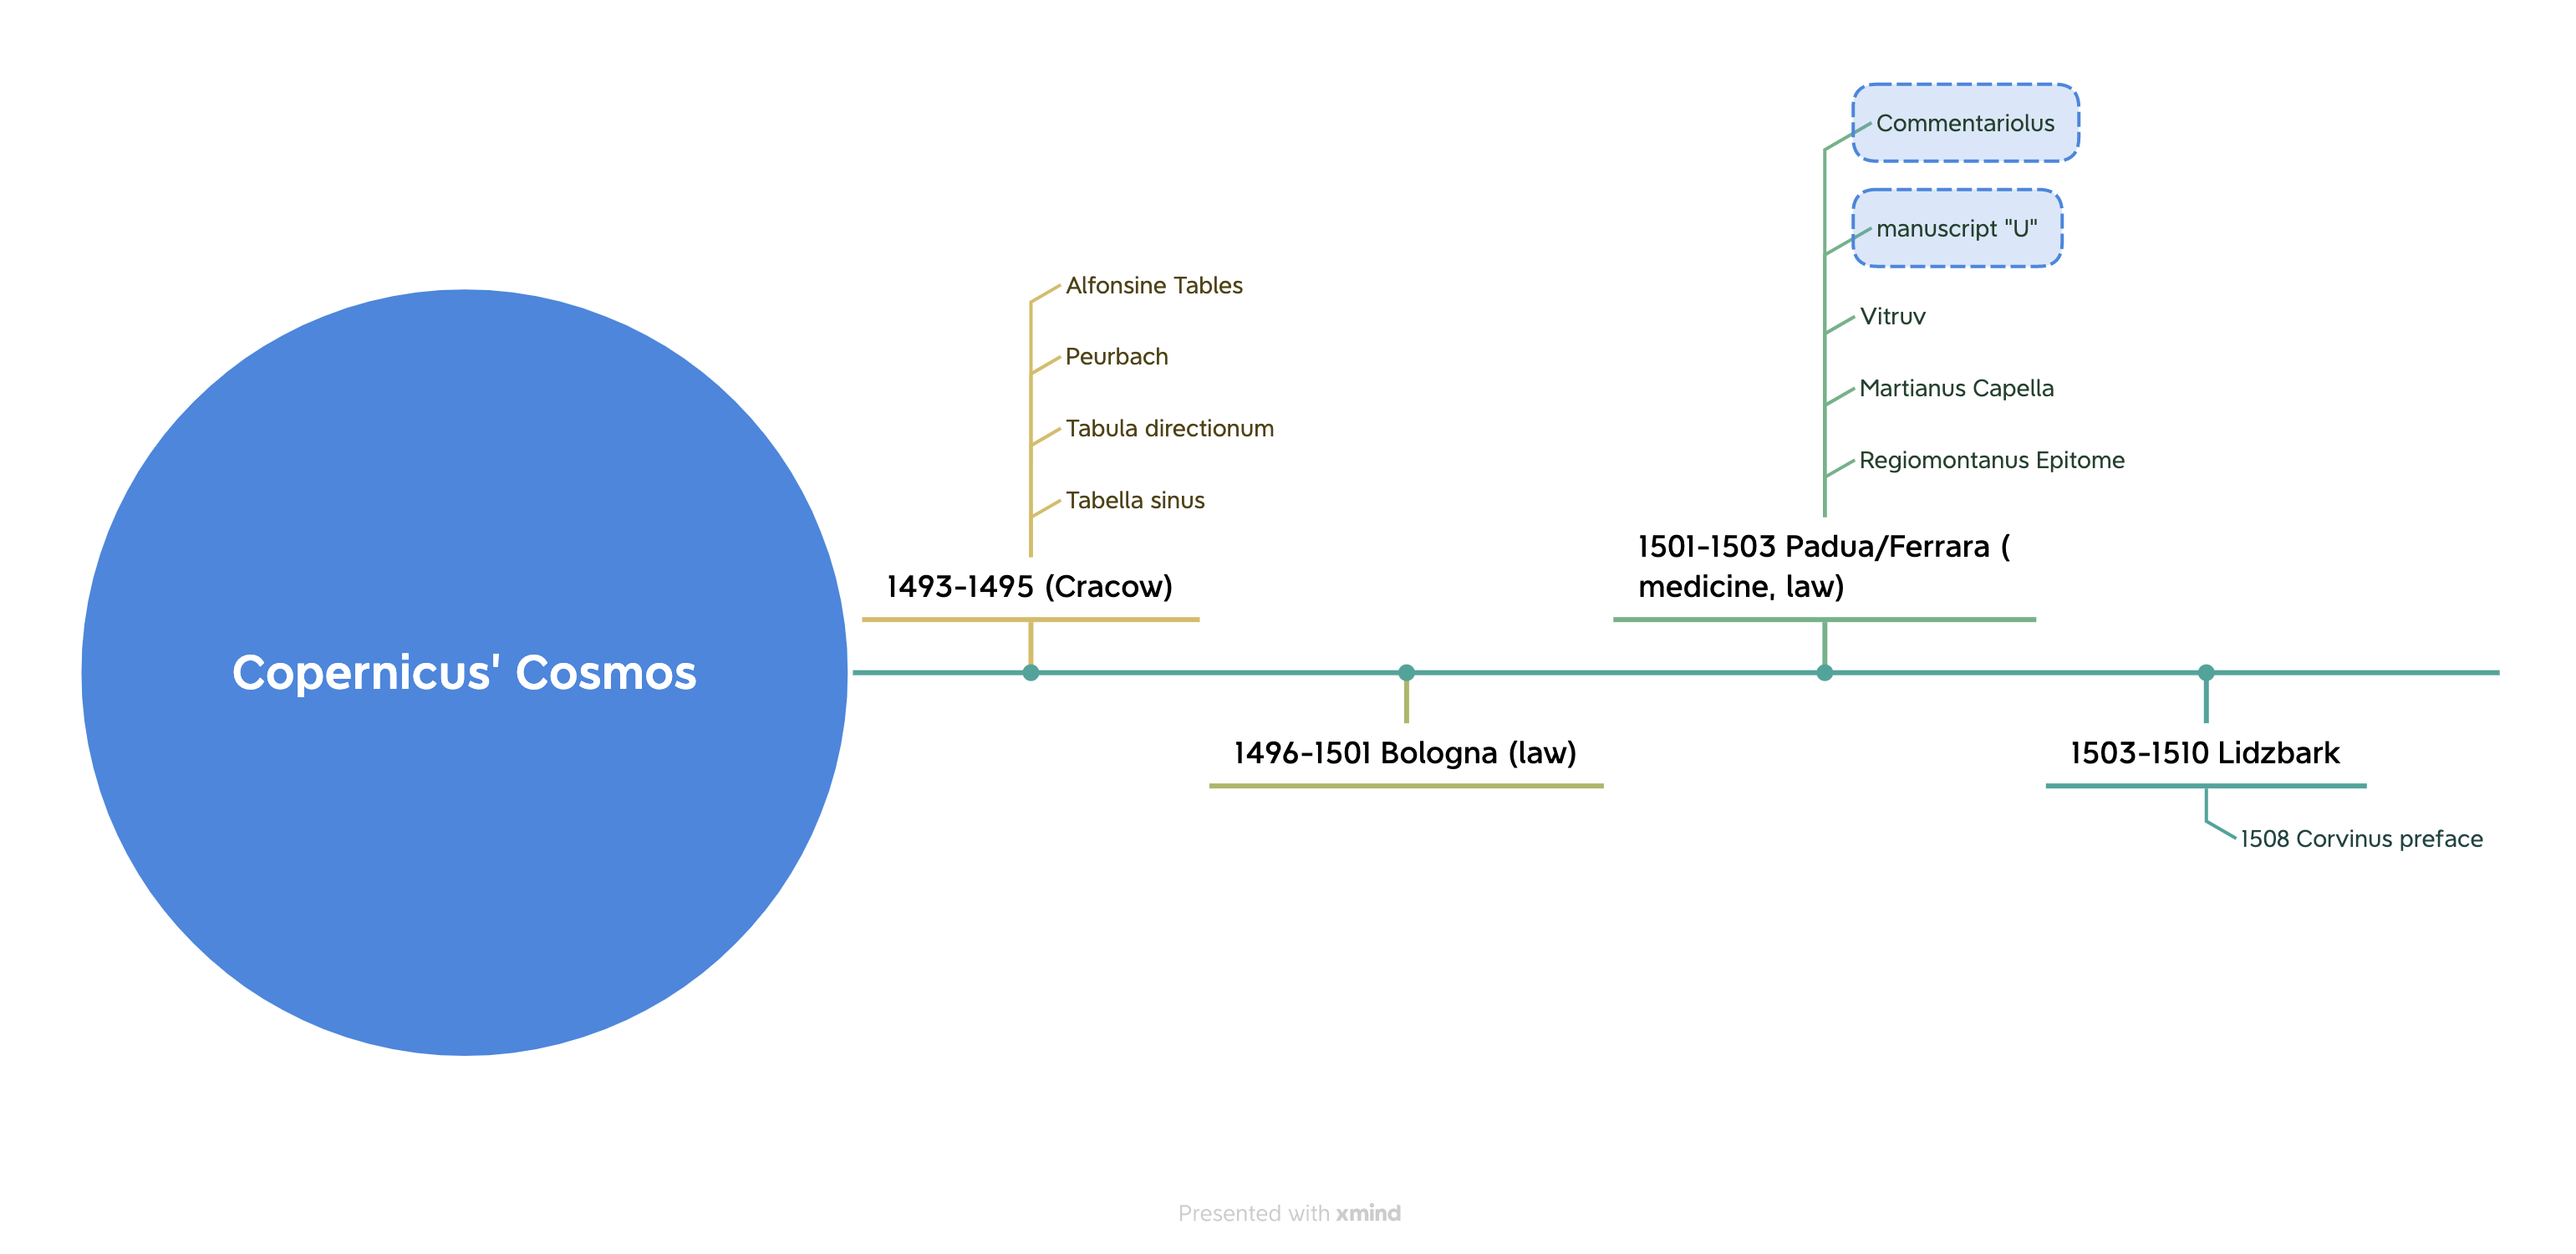 Copernicus' Cosmos
Alfonsine Tables
Peurbach
Tabula directionum
Tabella sinus
1493-1495 (Cracow)
1496-1501 Bologna (law)
Commentariolus
manuscript "U"
Vitruv
Martianus Capella
Regiomontanus Epitome
1501-1503 Padua/Ferrara (
medicine, law)
1503-1510 Lidzbark
1508 Corvinus preface
Presented with xmind